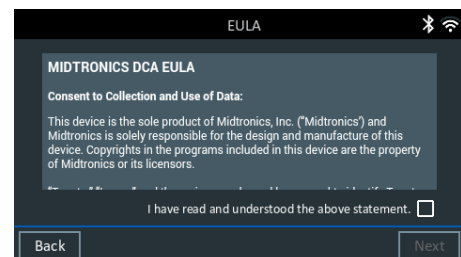 EULA
MIDTRONICS DCA EULA
Consent to Collection and Use of Data:
This device is the sole product of Midtronics, Inc. ("Midtronics') and
Midtronics is solely responsible for the design and manufacture of this
device. Copyrights in the programs included in this device are the property
of Midtronics or its licensors.
I have read and understood the above statement.
Back
Next